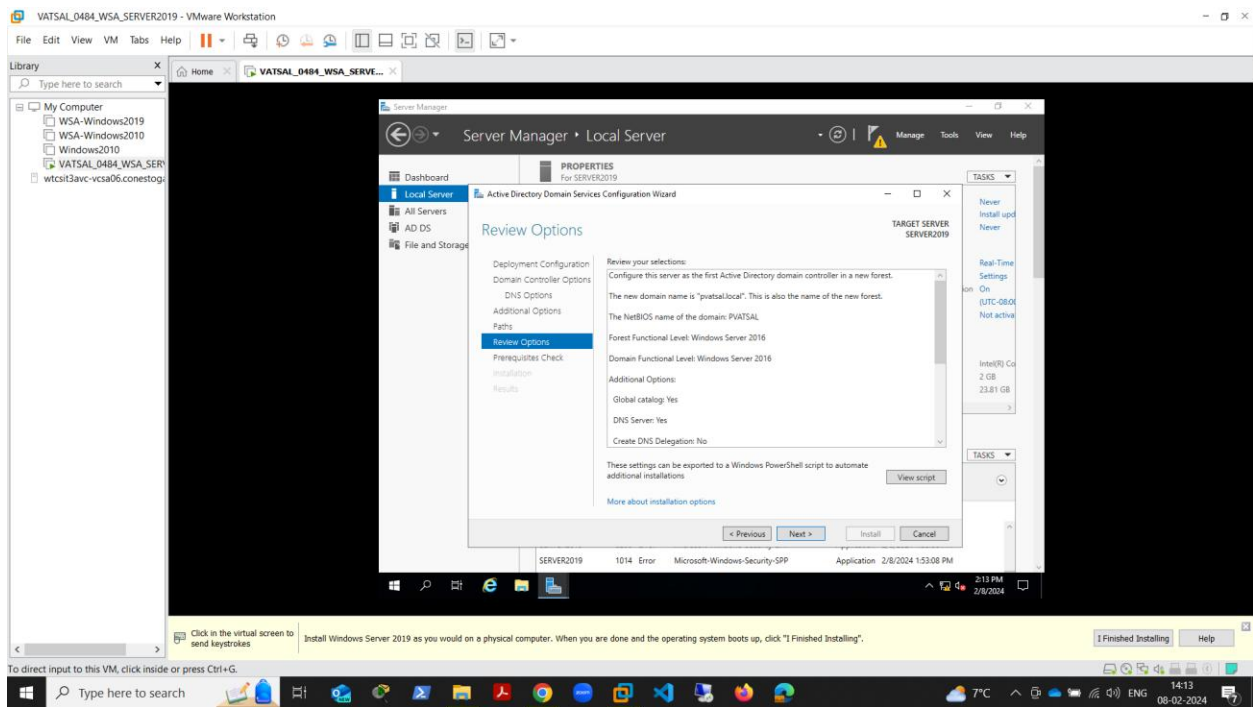 VATSAL_0484_WSA_SERVER2019 - VMware Workstation
File Edit View VM Tabs Help
Library
Type here to search
My Computer
WSA-Windows2019
WSA-Windows2010
Windows2010
VATSAL_0484_WSA_SER
wtcsit3avc-vcsa06.conestoga
Home
VATSAL_0484_WSA_SERVE...
Server Manager
Server Manager • Local Server
Manage Tools View Help
Dashboard
Local Server
All Servers
AD DS
File and Storage
PROPERTIES
For SERVER2019
TASKS
Never
Install upd
Never
Real-Time
Settings
On
(UTC-08:00
Not activa
Intel(R) Co
2 GB
23.81 GB
TASKS
Active Directory Domain Services Configuration Wizard
Review Options
TARGET SERVER
SERVER2019
Deployment Configuration
Domain Controller Options
DNS Options
Additional Options
Paths
Review Options
Prerequisites Check
Installation
Results
Review your selections:
Configure this server as the first Active Directory domain controller in a new forest.
The new domain name is "pvatsal.local". This is also the name of the new forest.
The NetBIOS name of the domain: PVATSAL
Forest Functional Level: Windows Server 2016
Domain Functional Level: Windows Server 2016
Additional Options:
Global catalog: Yes
DNS Server: Yes
Create DNS Delegation: No
These settings can be exported to a Windows PowerShell script to automate
additional installations
View script
More about installation options
< Previous Next > Install Cancel
SERVER2019 1014 Error Microsoft-Windows-Security-SPP Application 2/8/2024 1:53:08 PM
2:13 PM
2/8/2024
Click in the virtual screen to
send keystrokes
Install Windows Server 2019 as you would on a physical computer. When you are done and the operating system boots up, click "I Finished Installing".
I Finished Installing Help
To direct input to this VM, click inside or press Ctrl+G.
Type here to search
7°C
ENG
14:13
08-02-2024